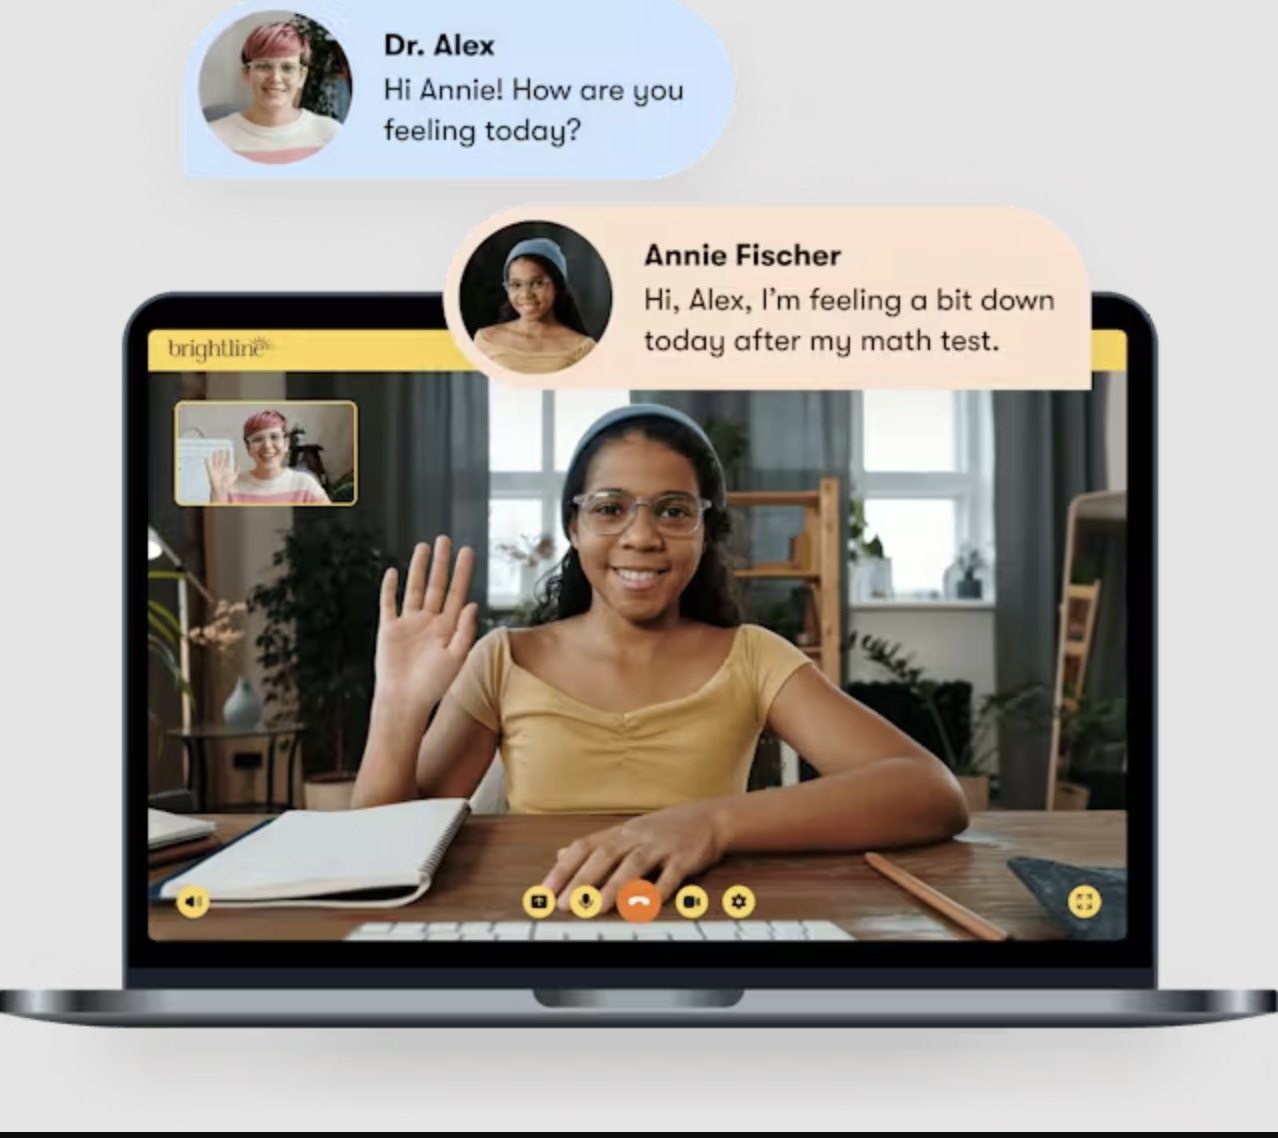 Dr. Alex
Hi Annie! How are you
feeling today?
Annie Fischer
Hi, Alex, I'm feeling a bit down
today after my math test.
brightline